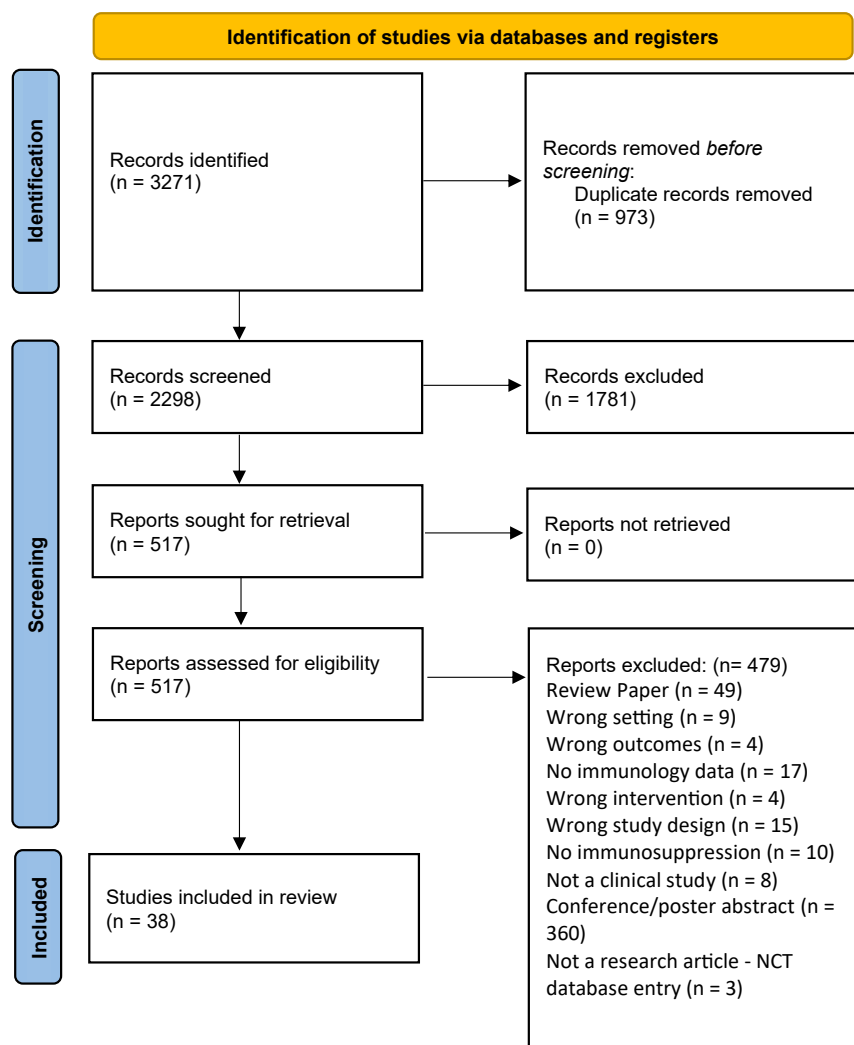 Identification of studies via databases and registers
Identification
Records identified
(n = 3271)
Records removed before
screening:
Duplicate records removed
(n = 973)
Screening
Records screened
(n = 2298)
Records excluded
(n = 1781)
Reports sought for retrieval
(n = 517)
Reports not retrieved
(n = 0)
Reports assessed for eligibility
(n = 517)
Reports excluded: (n= 479)
Review Paper (n = 49)
Wrong setting (n = 9)
Wrong outcomes (n = 4)
No immunology data (n = 17)
Wrong intervention (n = 4)
Wrong study design (n = 15)
No immunosuppression (n = 10)
Not a clinical study (n = 8)
Conference/poster abstract (n =
360)
Not a research article - NCT
database entry (n = 3)
Included
Studies included in review
(n = 38)